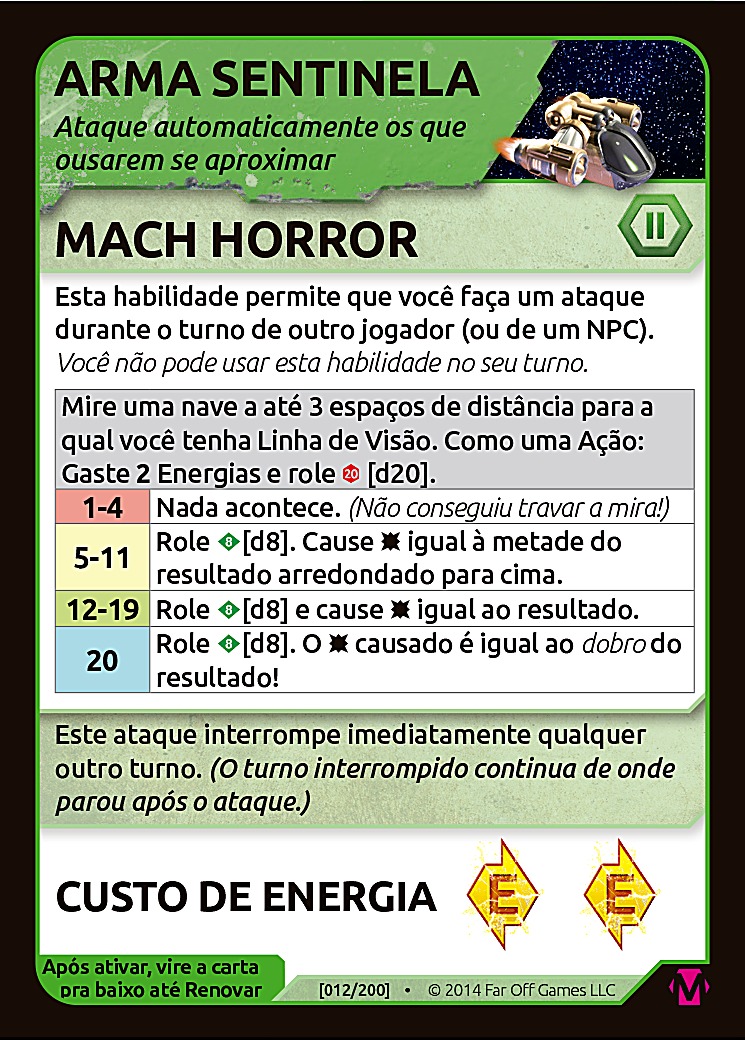 ARMA SENTINELA
Ataque automaticamente os que
ousarem se aproximar
MACH HORROR
II
Esta habilidade permite que você faça um ataque
durante o turno de outro jogador (ou de um NPC).
Você não pode usar esta habilidade no seu turno.
Mire uma nave a até 3 espaços de distância para a
qual você tenha Linha de Visão. Como uma Ação:
Gaste 2 Energias e role 20 [d20].
1-4 Nada acontece. (Não conseguiu travar a mira!)
5-11 Role 8 [d8]. Cause igual à metade do
resultado arredondado para cima.
12-19 Role 8 [d8] e cause igual ao resultado.
20 Role 8 [d8]. O causado é igual ao dobro do
resultado!
Este ataque interrompe imediatamente qualquer
outro turno. (O turno interrompido continua de onde
parou após o ataque.)
CUSTO DE ENERGIA E E
Após ativar, vire a carta
pra baixo até Renovar
[012/200] • © 2014 Far Off Games LLC
M